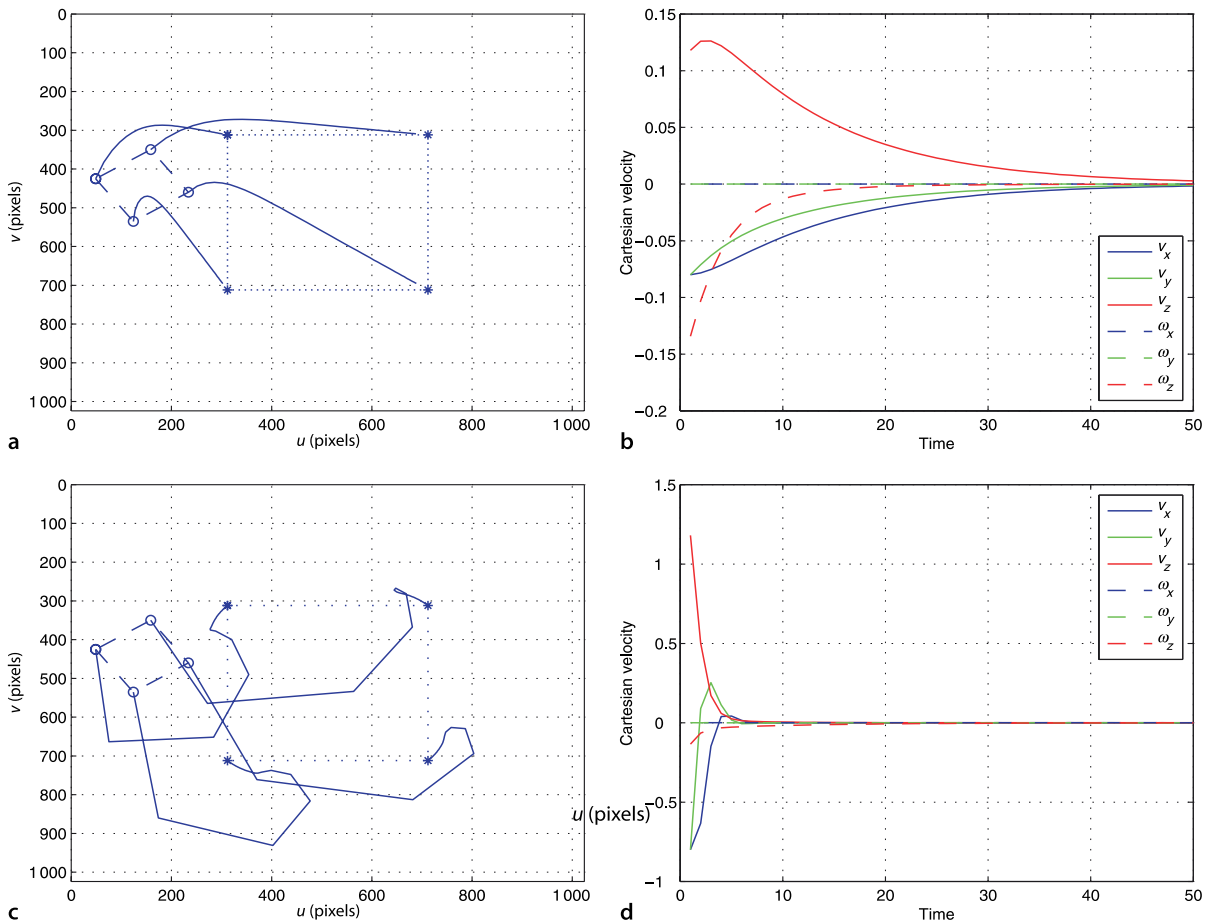 0
100
200
300
400
500
600
700
800
900
1 000
v (pixels)
0 200 400 600 800 1 000
u (pixels)
a
0.15
0.1
0.05
0
−0.05
−0.1
−0.15
−0.2
Cartesian velocity
v_x
v_y
v_z
ω_x
ω_y
ω_z
0 10 20 30 40 50
Time
b
0
100
200
300
400
500
600
700
800
900
1 000
v (pixels)
0 200 400 600 800 1 000
u (pixels)
c
1.5
1
0.5
0
−0.5
−1
Cartesian velocity
u (pixels)
v_x
v_y
v_z
ω_x
ω_y
ω_z
0 10 20 30 40 50
Time
d